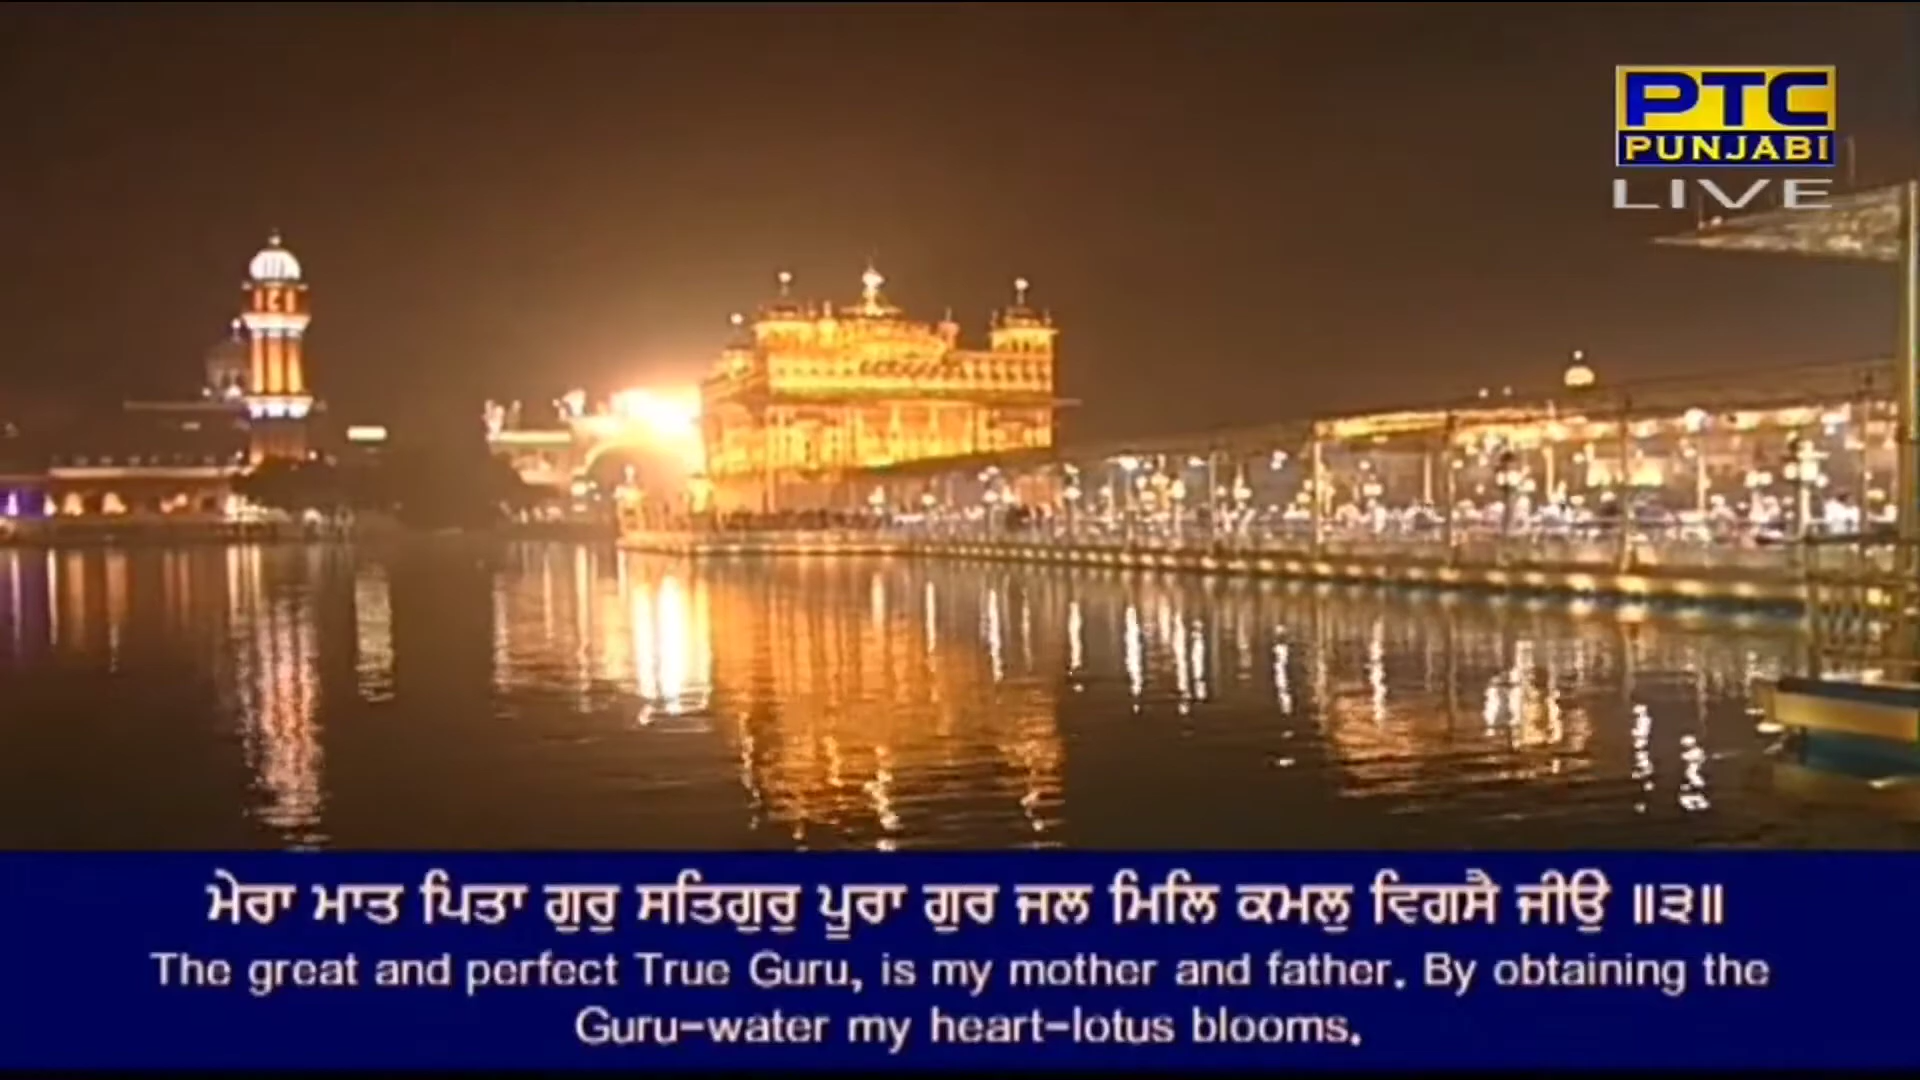 PTC
PUNJABI
LIVE
ਮੇਰਾ ਮਾਤ ਪਿਤਾ ਗੁਰੁ ਸਤਿਗੁਰੁ ਪੂਰਾ ਗੁਰ ਜਲ ਮਿਲਿ ਕਮਲੁ ਵਿਗਸੈ ਜੀਉ ॥੩॥
The great and perfect True Guru, is my mother and father. By obtaining the
Guru-water my heart-lotus blooms.